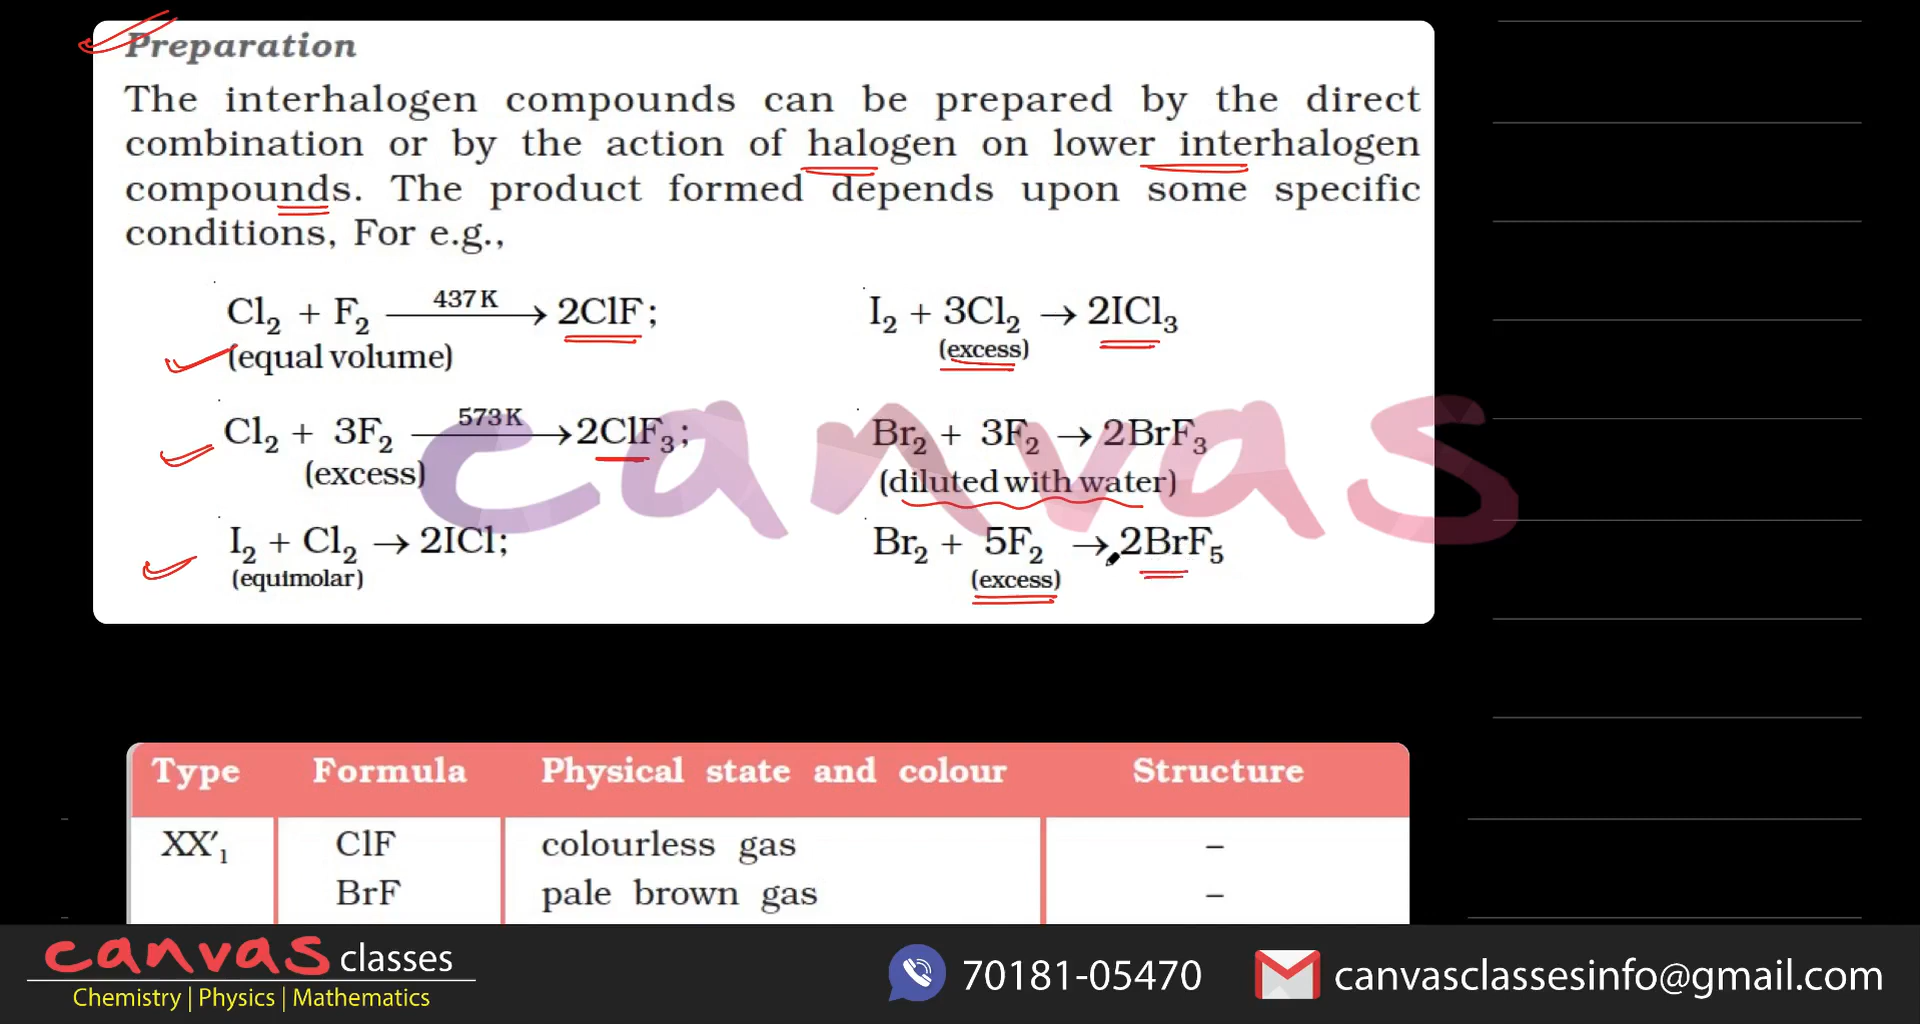 Preparation
The interhalogen compounds can be prepared by the direct
combination or by the action of halogen on lower interhalogen
compounds. The product formed depends upon some specific
conditions, For e.g.,
Cl₂ + F₂ —437 K→ 2ClF; I₂ + 3Cl₂ → 2ICl₃
(equal volume) (excess)
Cl₂ + 3F₂ —573 K→ 2ClF₃; Br₂ + 3F₂ → 2BrF₃
(excess) (diluted with water)
I₂ + Cl₂ → 2ICl; Br₂ + 5F₂ → 2BrF₅
(equimolar) (excess)
canvas
Type Formula Physical state and colour Structure
XX′₁ ClF colourless gas –
BrF pale brown gas –
canvas classes
Chemistry | Physics | Mathematics
70181-05470
canvasclassesinfo@gmail.com